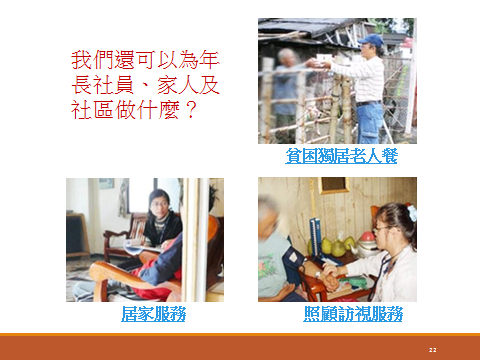 我們還可以為年
長社員、家人及
社區做什麼？
貧困獨居老人餐
居家服務
照顧訪視服務
22